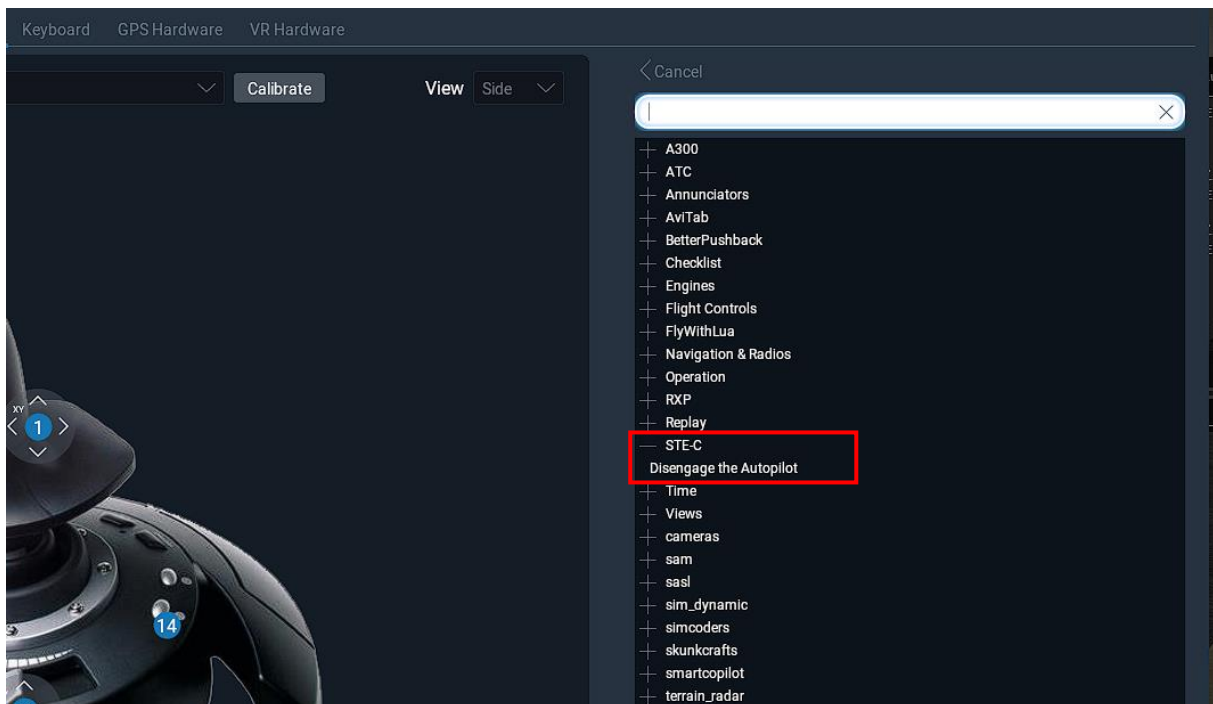 Keyboard GPS Hardware VR Hardware
Cancel
Calibrate View Side
A300
ATC
Annunciators
AviTab
BetterPushback
Checklist
Engines
Flight Controls
FlyWithLua
Navigation & Radios
Operation
RXP
Replay
STE-C
Disengage the Autopilot
Time
Views
cameras
sam
sasl
sim_dynamic
simcoders
skunkcrafts
smartcopilot
terrain_radar
XY
1
14